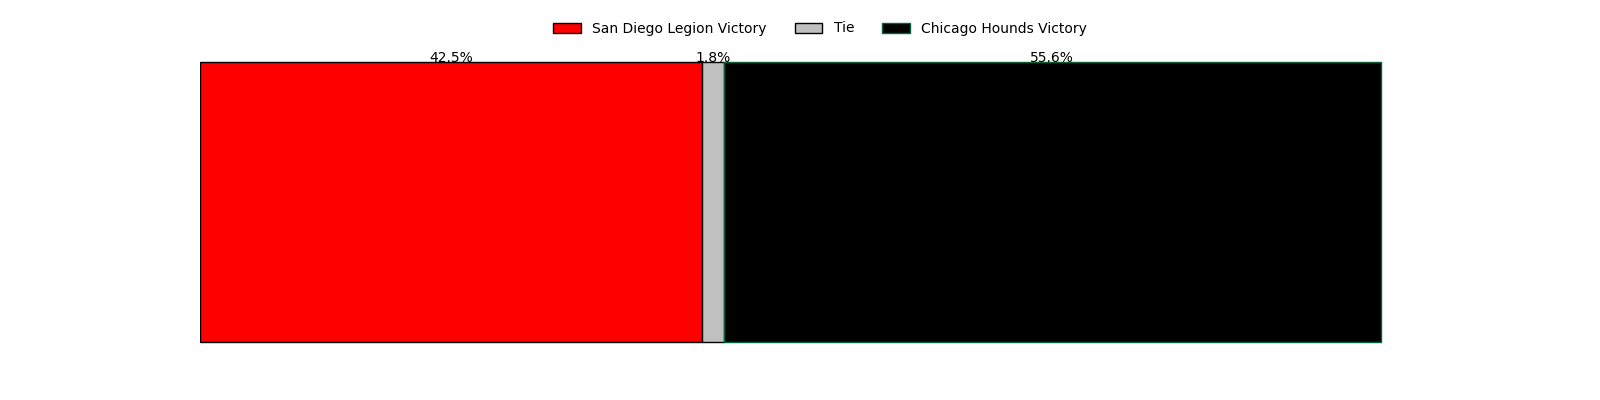 San Diego Legion Victory Tie Chicago Hounds Victory
42.5% 1.8% 55.6%